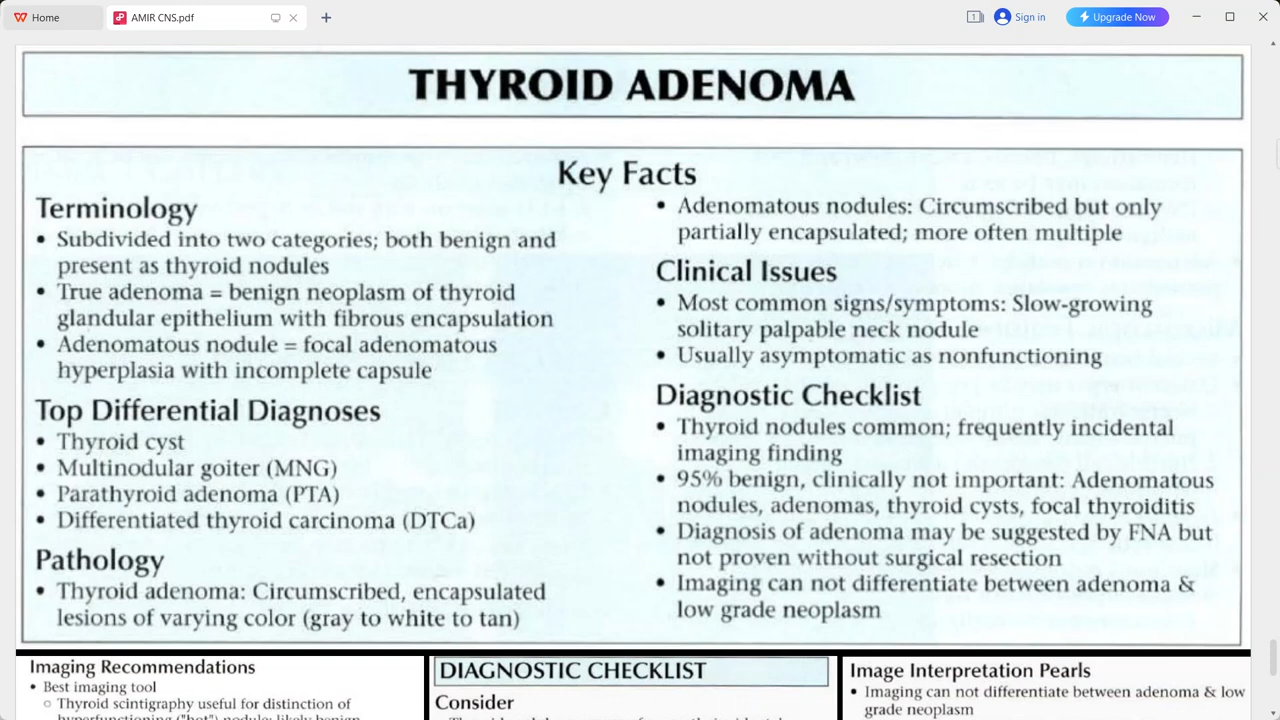 Home
AMIR CNS.pdf
1
Sign in
Upgrade Now
THYROID ADENOMA
Key Facts
Terminology
• Subdivided into two categories; both benign and
present as thyroid nodules
• True adenoma = benign neoplasm of thyroid
glandular epithelium with fibrous encapsulation
• Adenomatous nodule = focal adenomatous
hyperplasia with incomplete capsule
Top Differential Diagnoses
• Thyroid cyst
• Multinodular goiter (MNG)
• Parathyroid adenoma (PTA)
• Differentiated thyroid carcinoma (DTCa)
Pathology
• Thyroid adenoma: Circumscribed, encapsulated
lesions of varying color (gray to white to tan)
• Adenomatous nodules: Circumscribed but only
partially encapsulated; more often multiple
Clinical Issues
• Most common signs/symptoms: Slow-growing
solitary palpable neck nodule
• Usually asymptomatic as nonfunctioning
Diagnostic Checklist
• Thyroid nodules common; frequently incidental
imaging finding
• 95% benign, clinically not important: Adenomatous
nodules, adenomas, thyroid cysts, focal thyroiditis
• Diagnosis of adenoma may be suggested by FNA but
not proven without surgical resection
• Imaging can not differentiate between adenoma &
low grade neoplasm
Imaging Recommendations
• Best imaging tool
○ Thyroid scintigraphy useful for distinction of
hyperfunctioning ("hot") nodule; likely benign
DIAGNOSTIC CHECKLIST
Consider
Image Interpretation Pearls
• Imaging can not differentiate between adenoma & low
grade neoplasm